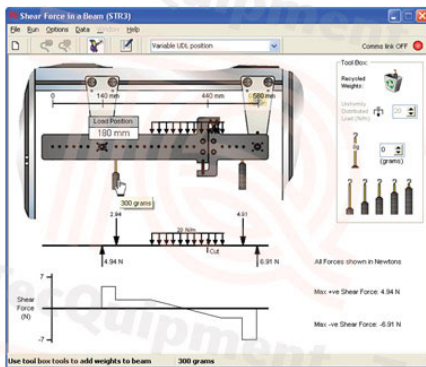 Shear Force in a Beam (STR3)
File Run Options Data Window Help
Variable UDL position
Comms link OFF
Tool Box:
Recycled
Weights:
Uniformly
Distributed
Load (N/m)
20
0
(grams)
0 140 mm 440 mm 580 mm
Load Position
180 mm
300 grams
2.94
4.91
20 N/m
Cut
4.94 N
6.91 N
All Forces shown in Newtons
7
Shear
Force
(N)
-7
Max +ve Shear Force: 4.94 N
Max -ve Shear Force: -6.91 N
Use tool box tools to add weights to beam 300 grams
TecQuipment